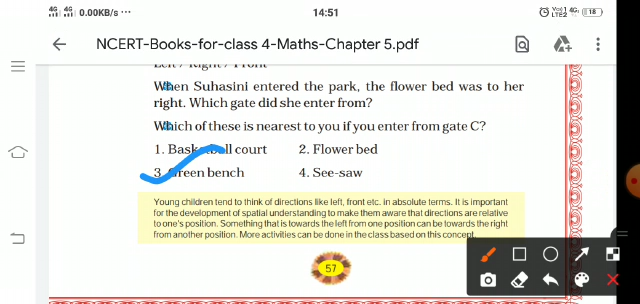 4G 4G 0.00KB/s ··· 14:51 Vo) 1 LTE2 4G 18
NCERT-Books-for-class 4-Maths-Chapter 5.pdf
Left / Right / Front
When Suhasini entered the park, the flower bed was to her
right. Which gate did she enter from?
Which of these is nearest to you if you enter from gate C?
1. Basketball court 2. Flower bed
3. Green bench 4. See-saw
Young children tend to think of directions like left, front etc. in absolute terms. It is important
for the development of spatial understanding to make them aware that directions are relative
to one's position. Something that is towards the left from one position can be towards the right
from another position. More activities can be done in the class based on this concept.
57